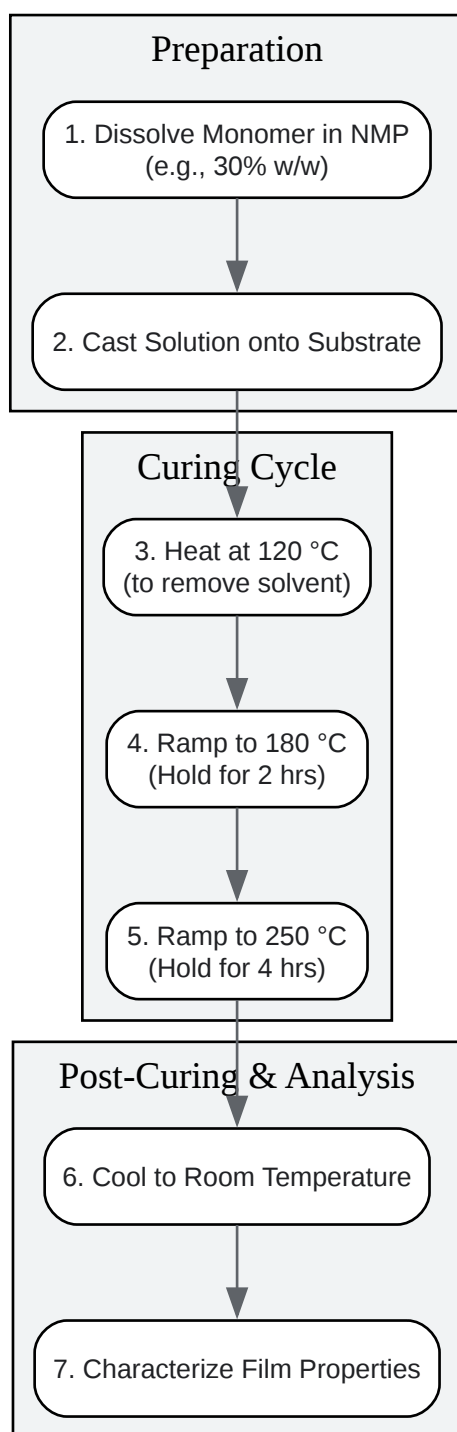 Preparation
1. Dissolve Monomer in NMP
(e.g., 30% w/w)
2. Cast Solution onto Substrate
Curing Cycle
3. Heat at 120 °C
(to remove solvent)
4. Ramp to 180 °C
(Hold for 2 hrs)
5. Ramp to 250 °C
(Hold for 4 hrs)
Post-Curing & Analysis
6. Cool to Room Temperature
7. Characterize Film Properties